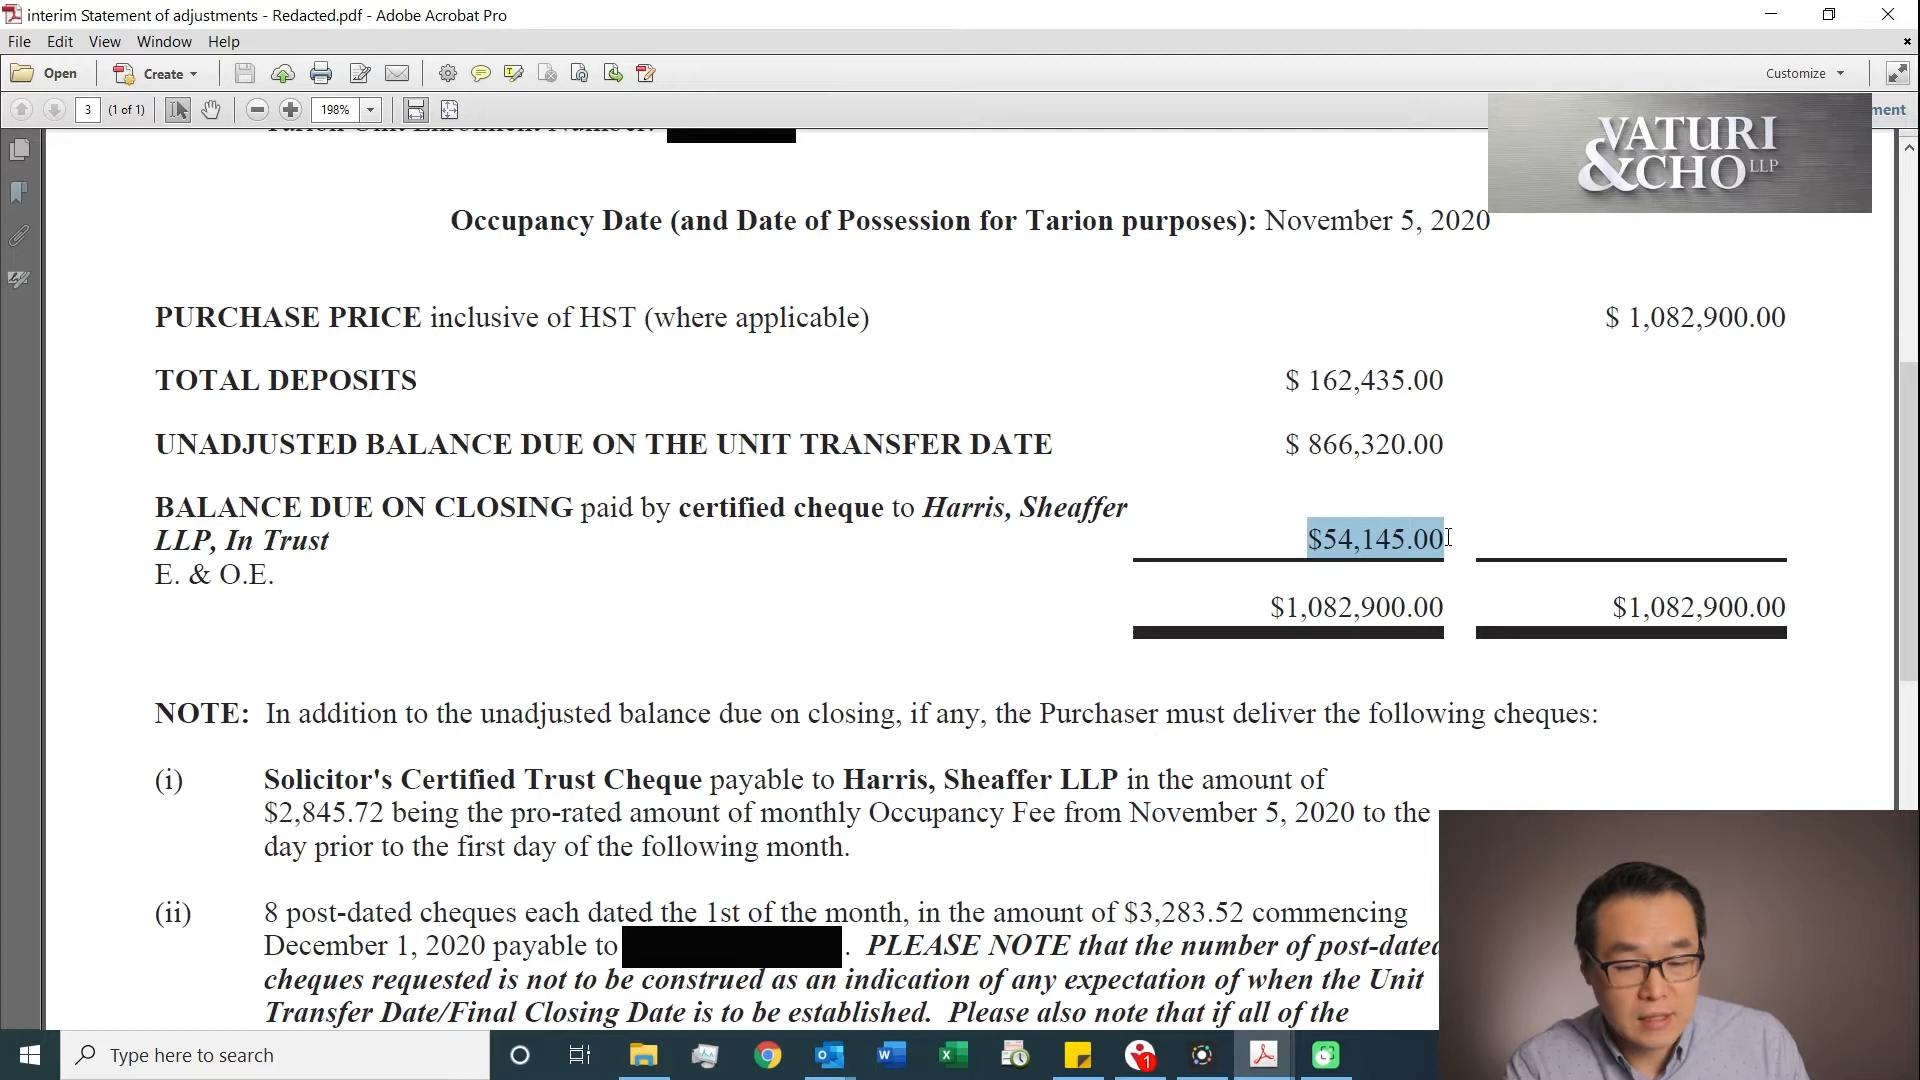 interim Statement of adjustments - Redacted.pdf - Adobe Acrobat Pro
File Edit View Window Help
Open Create Customize
3 (1 of 1) 198% ment
VATURI
&CHO LLP
Occupancy Date (and Date of Possession for Tarion purposes): November 5, 2020
PURCHASE PRICE inclusive of HST (where applicable) $ 1,082,900.00
TOTAL DEPOSITS $ 162,435.00
UNADJUSTED BALANCE DUE ON THE UNIT TRANSFER DATE $ 866,320.00
BALANCE DUE ON CLOSING paid by certified cheque to Harris, Sheaffer
LLP, In Trust $54,145.00
E. & O.E.
$1,082,900.00 $1,082,900.00
NOTE: In addition to the unadjusted balance due on closing, if any, the Purchaser must deliver the following cheques:
(i) Solicitor's Certified Trust Cheque payable to Harris, Sheaffer LLP in the amount of
$2,845.72 being the pro-rated amount of monthly Occupancy Fee from November 5, 2020 to the
day prior to the first day of the following month.
(ii) 8 post-dated cheques each dated the 1st of the month, in the amount of $3,283.52 commencing
December 1, 2020 payable to . PLEASE NOTE that the number of post-dated
cheques requested is not to be construed as an indication of any expectation of when the Unit
Transfer Date/Final Closing Date is to be established. Please also note that if all of the
Type here to search
1